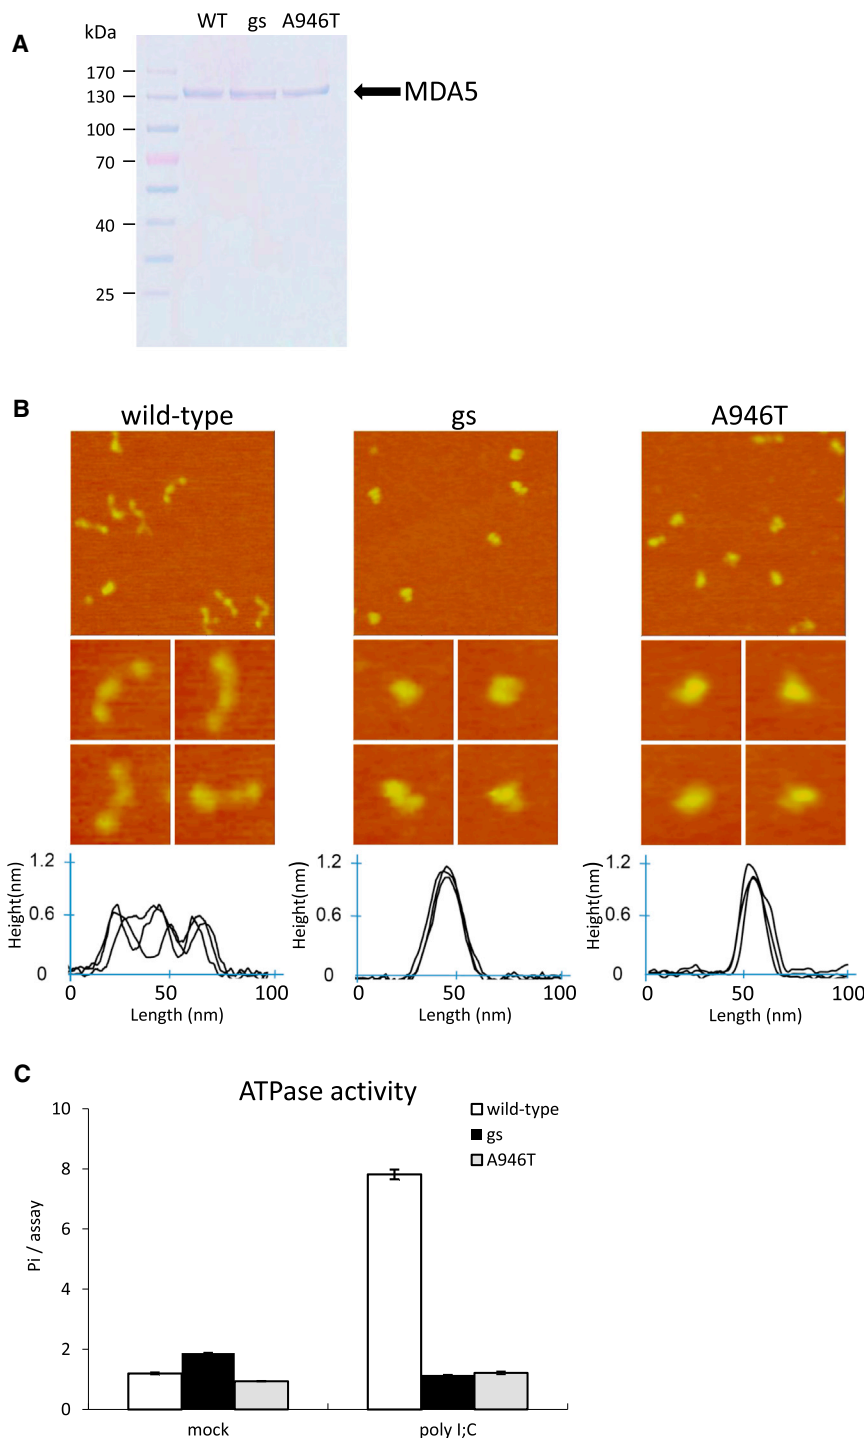 A
kDa
WT gs A946T
170
130
100
70
40
25
MDA5
B
wild-type gs A946T
Height(nm)
1.2
0.6
0
0 50 100
Length (nm)
Height(nm)
1.2
0.6
0
0 50 100
Length (nm)
Height(nm)
1.2
0.6
0
0 50 100
Length (nm)
C
ATPase activity
wild-type
gs
A946T
Pi / assay
10
8
6
4
2
0
mock poly I;C